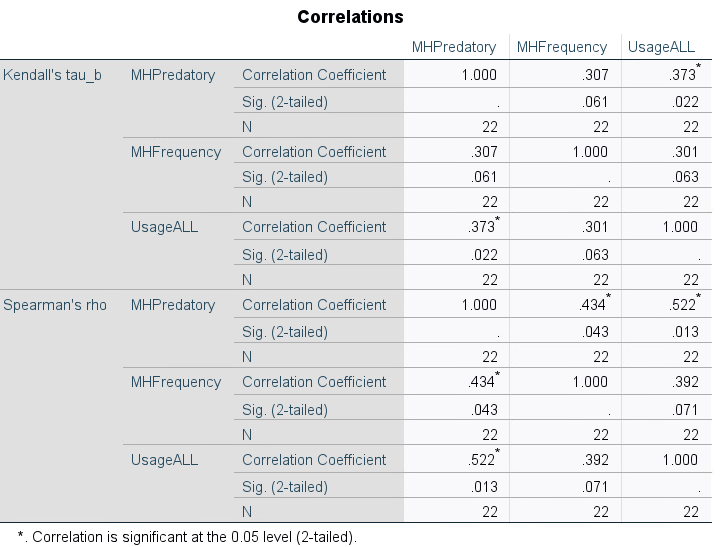 Correlations
MHPredatory MHFrequency UsageALL
Kendall's tau_b MHPredatory Correlation Coefficient 1.000 .307 .373*
Sig. (2-tailed) . .061 .022
N 22 22 22
MHFrequency Correlation Coefficient .307 1.000 .301
Sig. (2-tailed) .061 . .063
N 22 22 22
UsageALL Correlation Coefficient .373* .301 1.000
Sig. (2-tailed) .022 .063 .
N 22 22 22
Spearman's rho MHPredatory Correlation Coefficient 1.000 .434* .522*
Sig. (2-tailed) . .043 .013
N 22 22 22
MHFrequency Correlation Coefficient .434* 1.000 .392
Sig. (2-tailed) .043 . .071
N 22 22 22
UsageALL Correlation Coefficient .522* .392 1.000
Sig. (2-tailed) .013 .071 .
N 22 22 22
*. Correlation is significant at the 0.05 level (2-tailed).